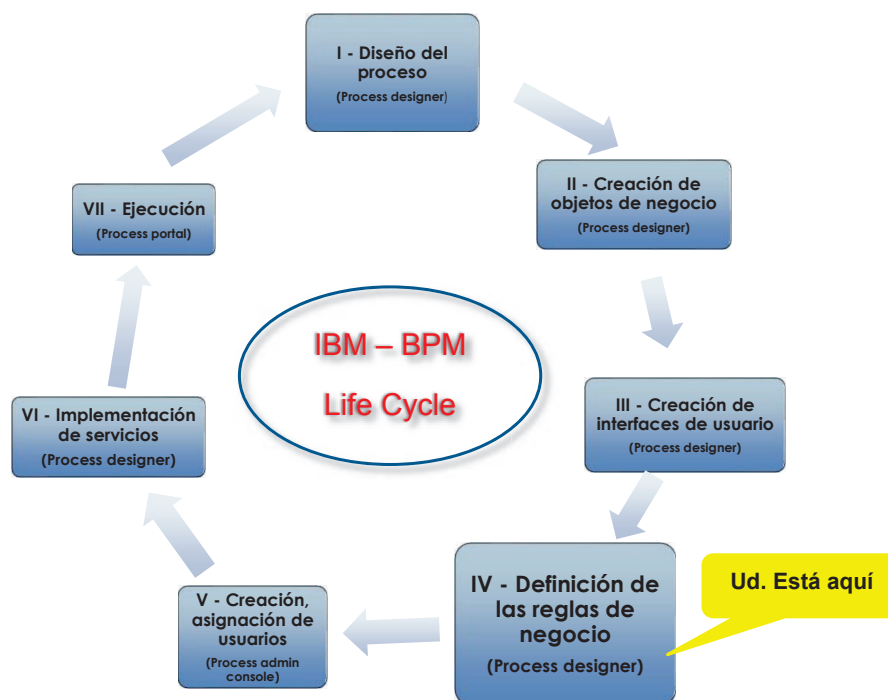 I - Diseño del
proceso
(Process designer)
II - Creación de
objetos de negocio
(Process designer)
III - Creación de
interfaces de usuario
(Process designer)
IV - Definición de
las reglas de
negocio
(Process designer)
Ud. Está aquí
V - Creación,
asignación de
usuarios
(Process admin
console)
VI - Implementación
de servicios
(Process designer)
VII - Ejecución
(Process portal)
IBM – BPM
Life Cycle